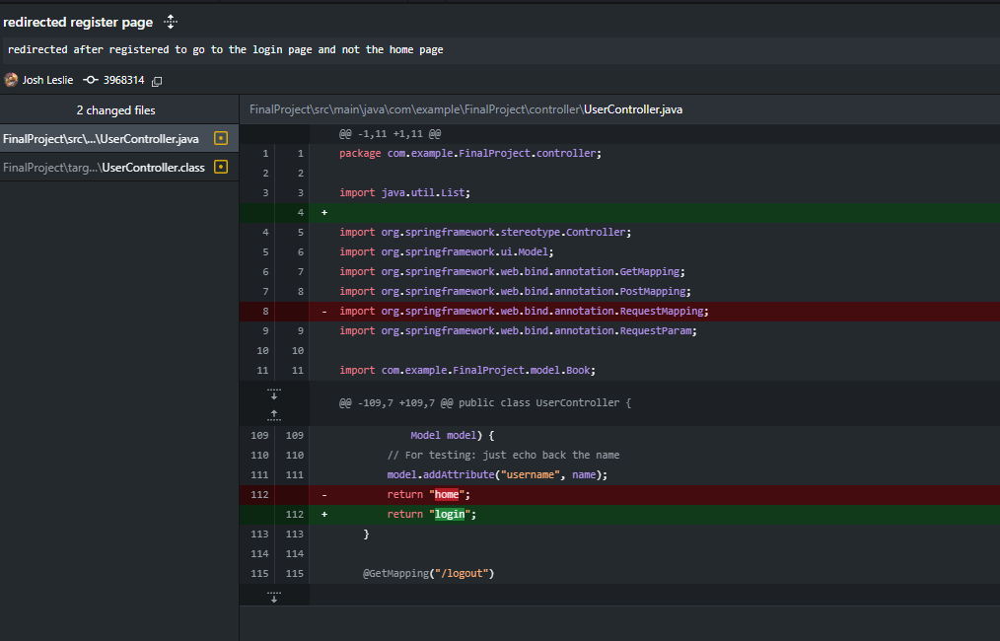 redirected register page
redirected after registered to go to the login page and not the home page
Josh Leslie 3968314
2 changed files
FinalProject\src\...\UserController.java
FinalProject\targ...\UserController.class
FinalProject\src\main\java\com\example\FinalProject\controller\UserController.java
@@ -1,11 +1,11 @@
1 1 package com.example.FinalProject.controller;
2 2
3 3 import java.util.List;
4 +
4 5 import org.springframework.stereotype.Controller;
5 6 import org.springframework.ui.Model;
6 7 import org.springframework.web.bind.annotation.GetMapping;
7 8 import org.springframework.web.bind.annotation.PostMapping;
8 - import org.springframework.web.bind.annotation.RequestMapping;
9 9 import org.springframework.web.bind.annotation.RequestParam;
10 10
11 11 import com.example.FinalProject.model.Book;
@@ -109,7 +109,7 @@ public class UserController {
109 109 Model model) {
110 110 // For testing: just echo back the name
111 111 model.addAttribute("username", name);
112 - return "home";
112 + return "login";
113 113 }
114 114
115 115 @GetMapping("/logout")